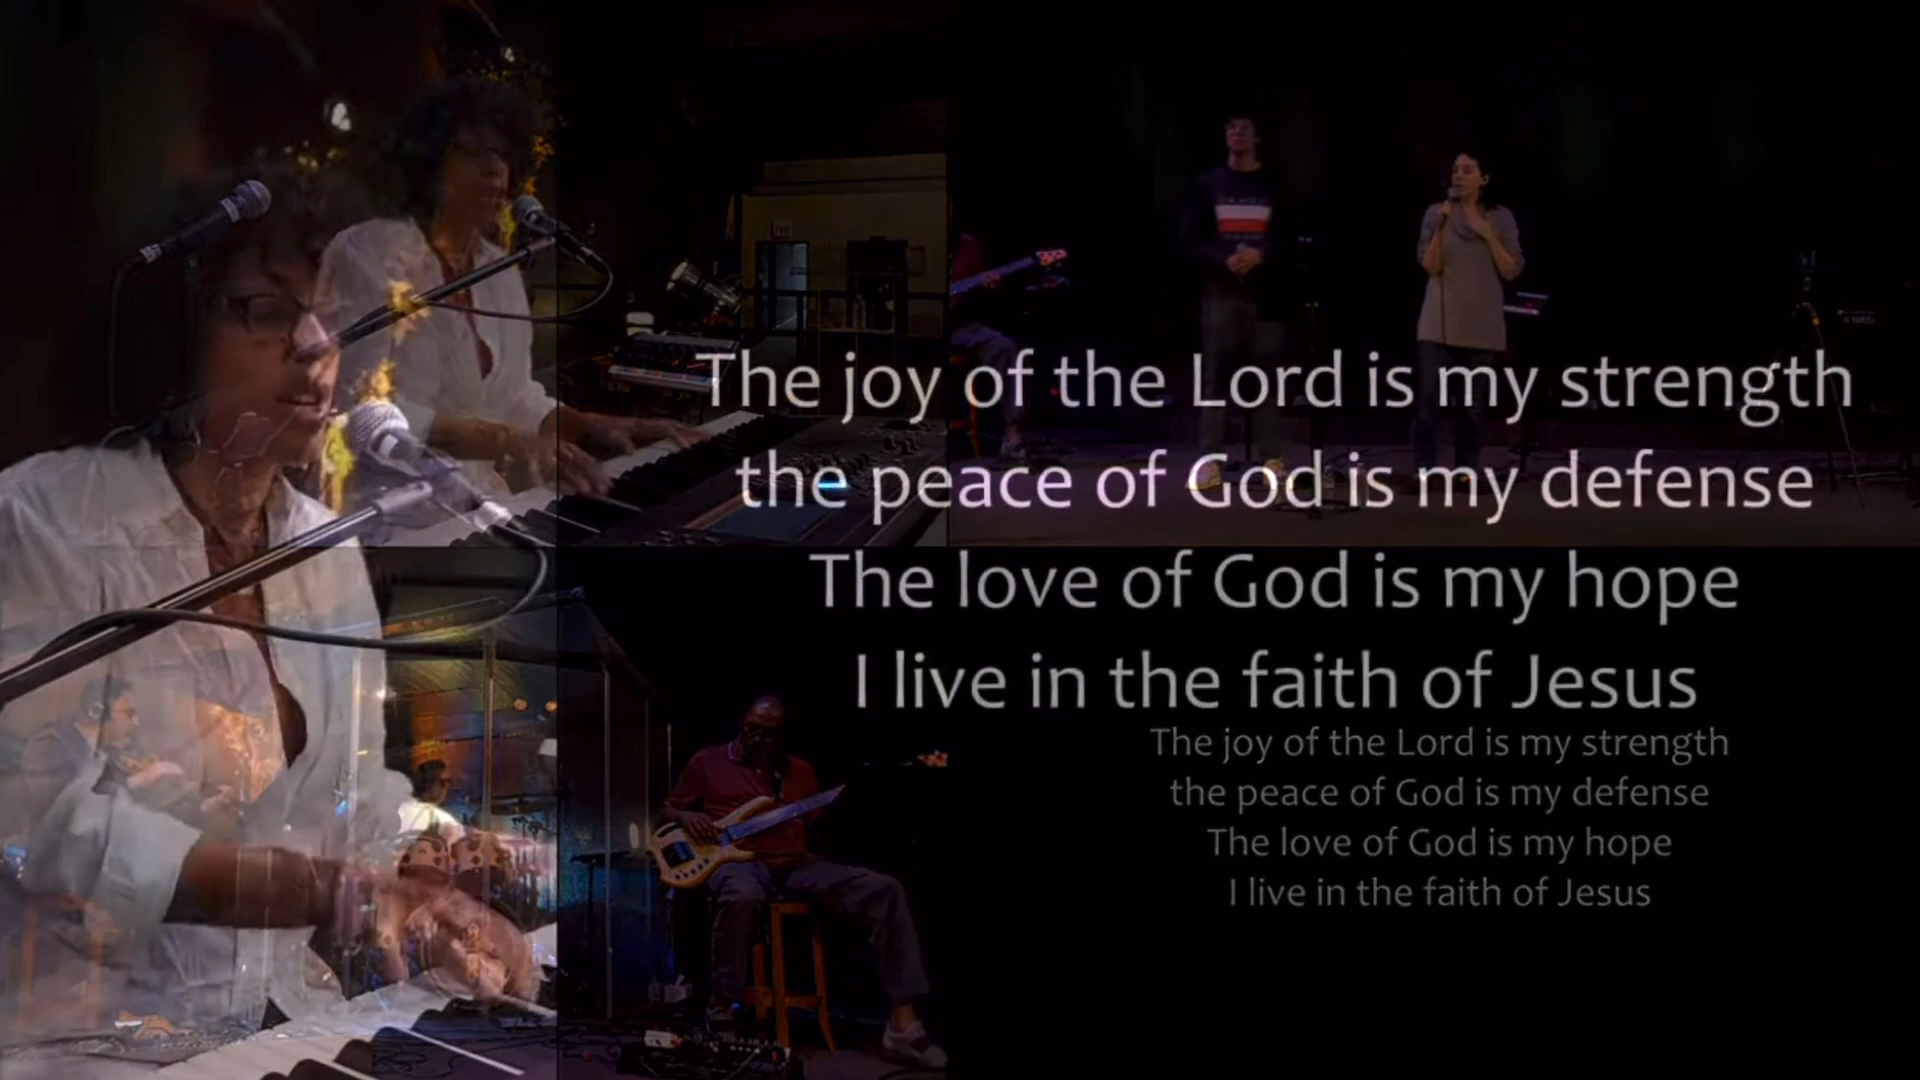 The joy of the Lord is my strength
the peace of God is my defense
The love of God is my hope
I live in the faith of Jesus
The joy of the Lord is my strength
the peace of God is my defense
The love of God is my hope
I live in the faith of Jesus